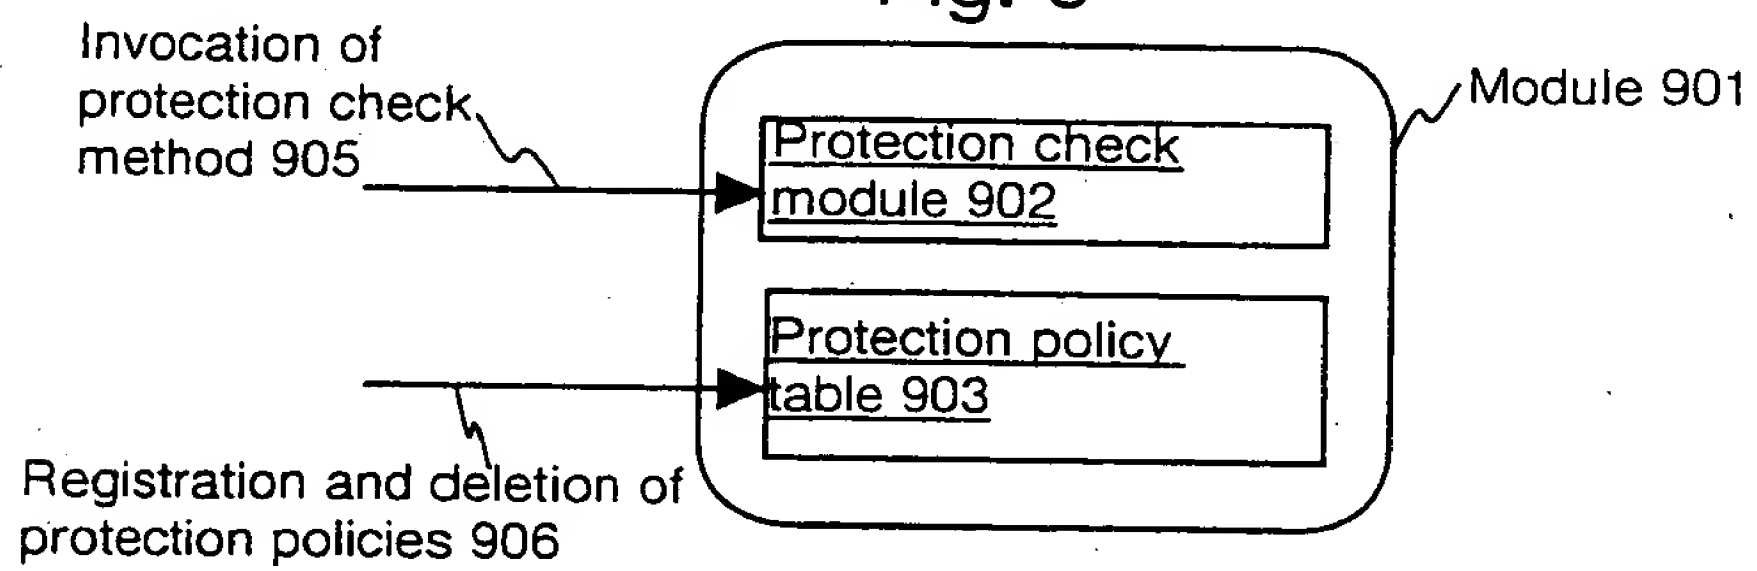 Invocation of
protection check
method 905
Module 901
Protection check
module 902
Protection policy
table 903
Registration and deletion of
protection policies 906